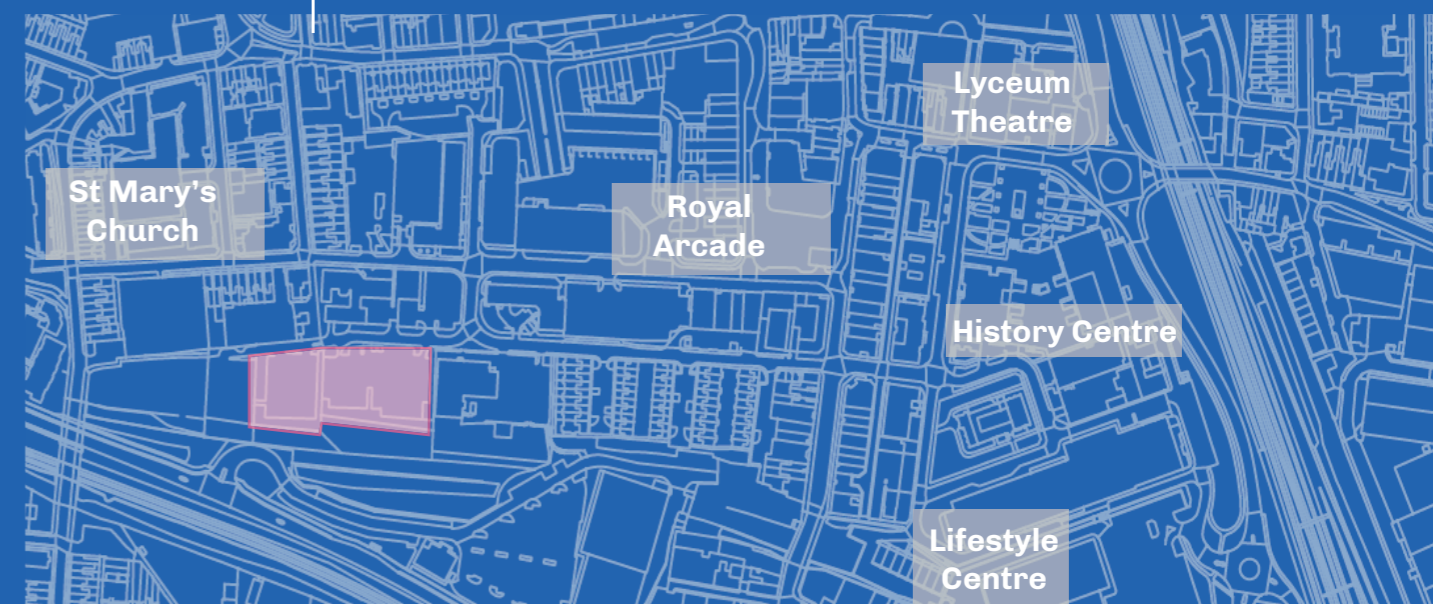 Lyceum
Theatre
St Mary’s
Church
Royal
Arcade
History Centre
Lifestyle
Centre